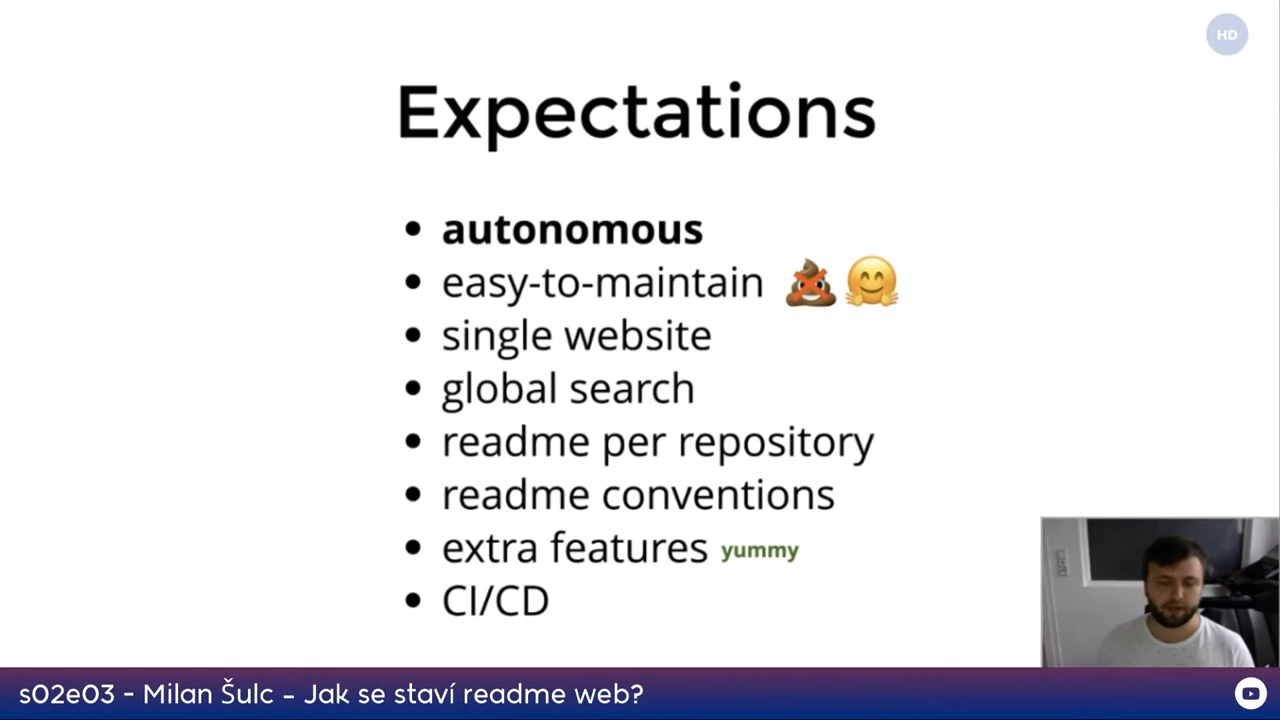 HD
Expectations
• autonomous
• easy-to-maintain
• single website
• global search
• readme per repository
• readme conventions
• extra features yummy
• CI/CD
s02e03 - Milan Šulc - Jak se staví readme web?